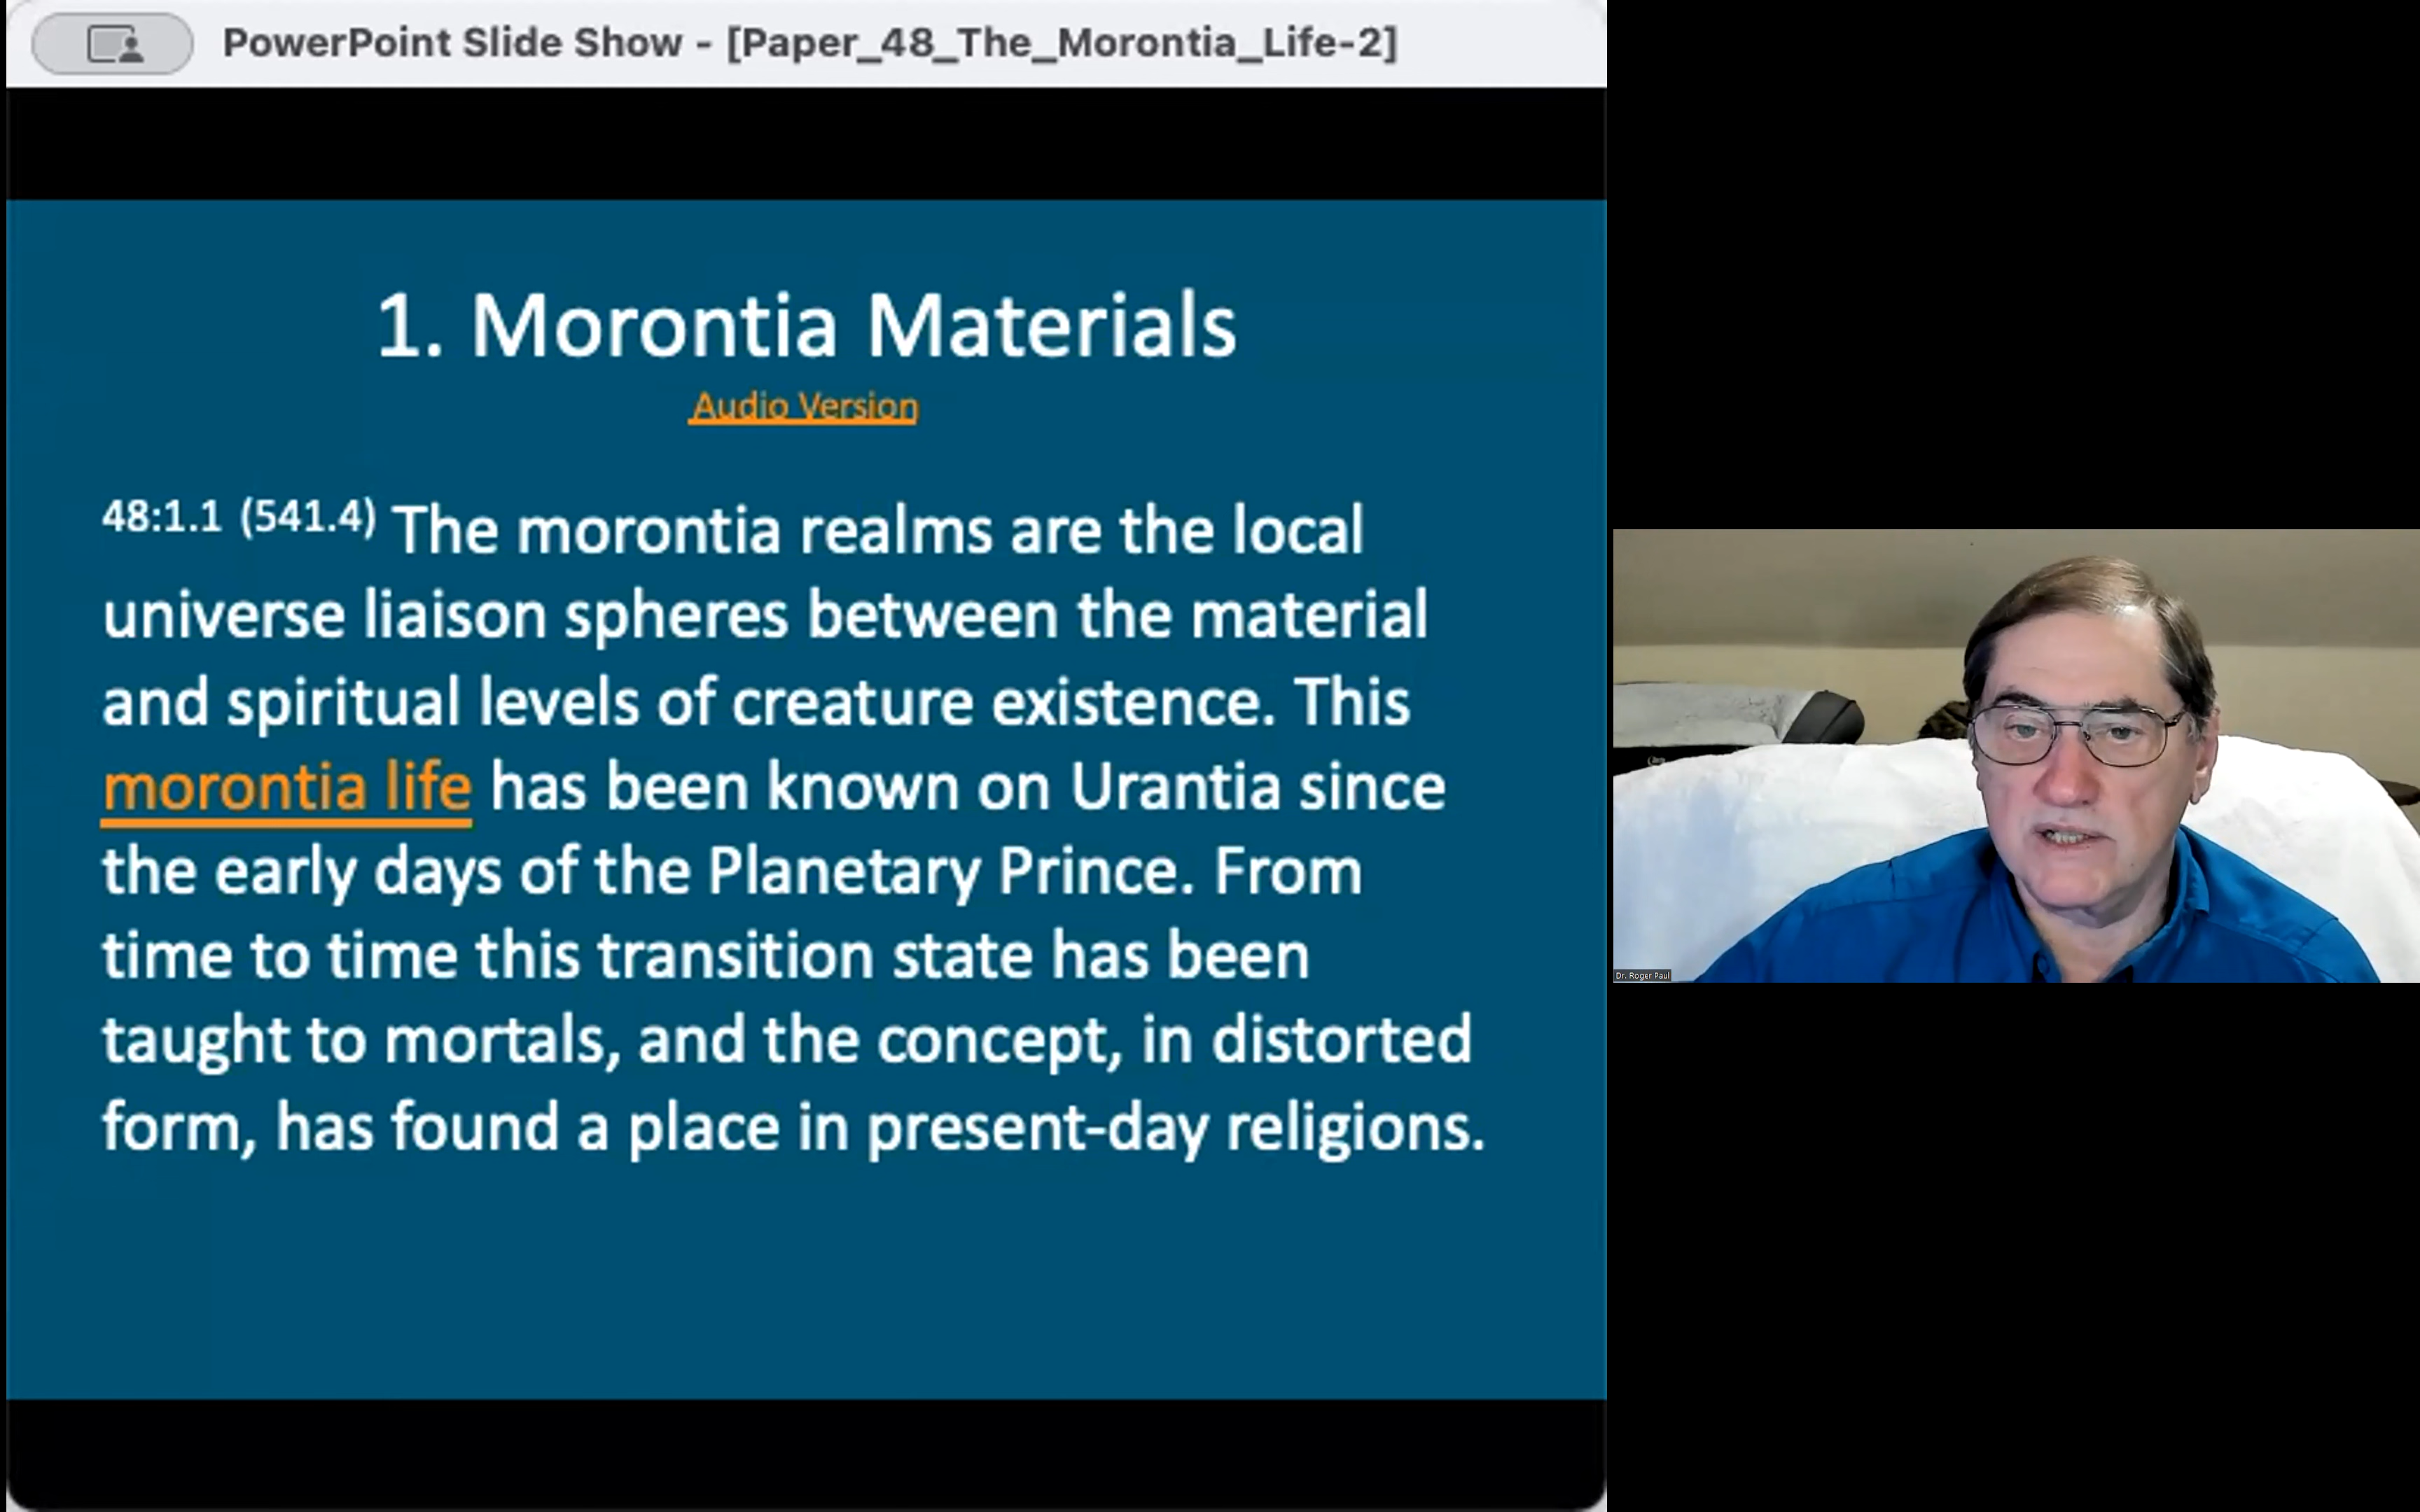 PowerPoint Slide Show - [Paper_48_The_Morontia_Life-2]
1. Morontia Materials
Audio Version
48:1.1 (541.4) The morontia realms are the local
universe liaison spheres between the material
and spiritual levels of creature existence. This
morontia life has been known on Urantia since
the early days of the Planetary Prince. From
time to time this transition state has been
taught to mortals, and the concept, in distorted
form, has found a place in present-day religions.
Dr. Roger Paul